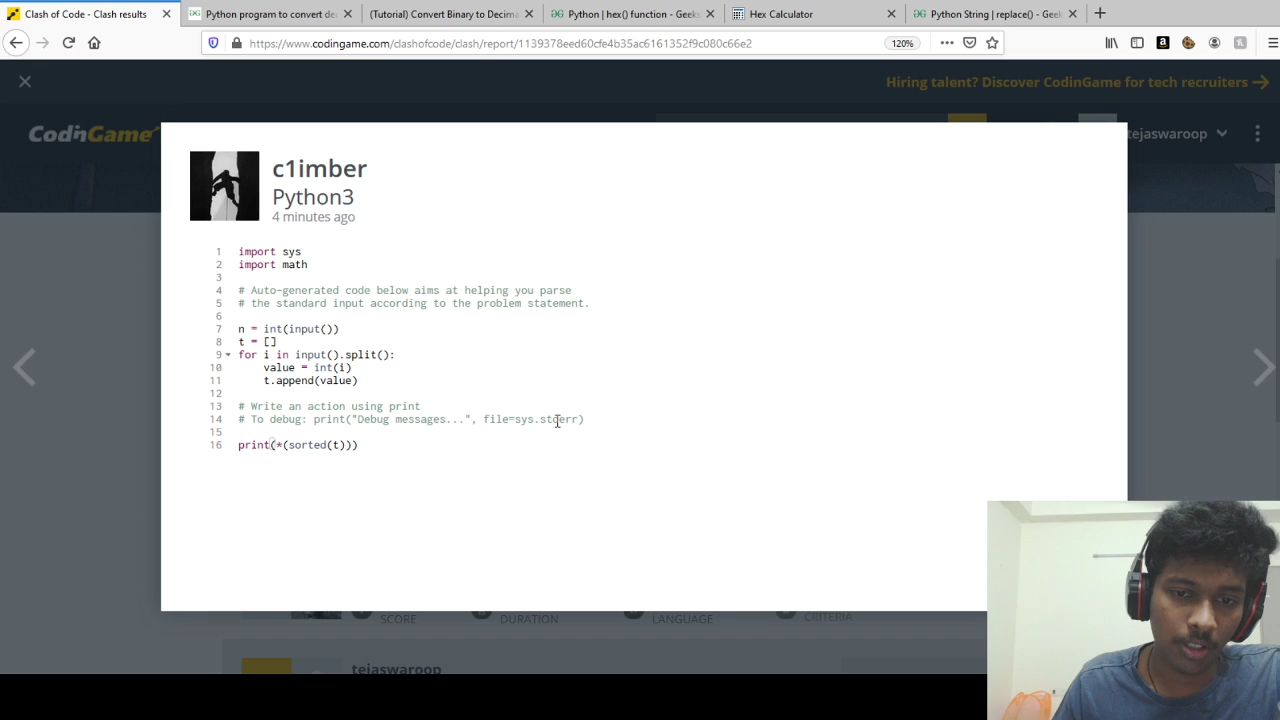 Clash of Code - Clash results
Python program to convert de
(Tutorial) Convert Binary to Decima
Python | hex() function - Geeks
Hex Calculator
Python String | replace() - Geek
https://www.codingame.com/clashofcode/clash/report/1139378eed60cfe4b35ac6161352f9c080c66e2
120%
Hiring talent? Discover CodinGame for tech recruiters
CodinGame
tejaswaroop
c1imber
Python3
4 minutes ago
1 import sys
2 import math
3
4 # Auto-generated code below aims at helping you parse
5 # the standard input according to the problem statement.
6
7 n = int(input())
8 t = []
9 for i in input().split():
10 value = int(i)
11 t.append(value)
12
13 # Write an action using print
14 # To debug: print("Debug messages...", file=sys.stderr)
15
16 print(*(sorted(t)))
SCORE
DURATION
LANGUAGE
CRITERIA
tejaswaroop